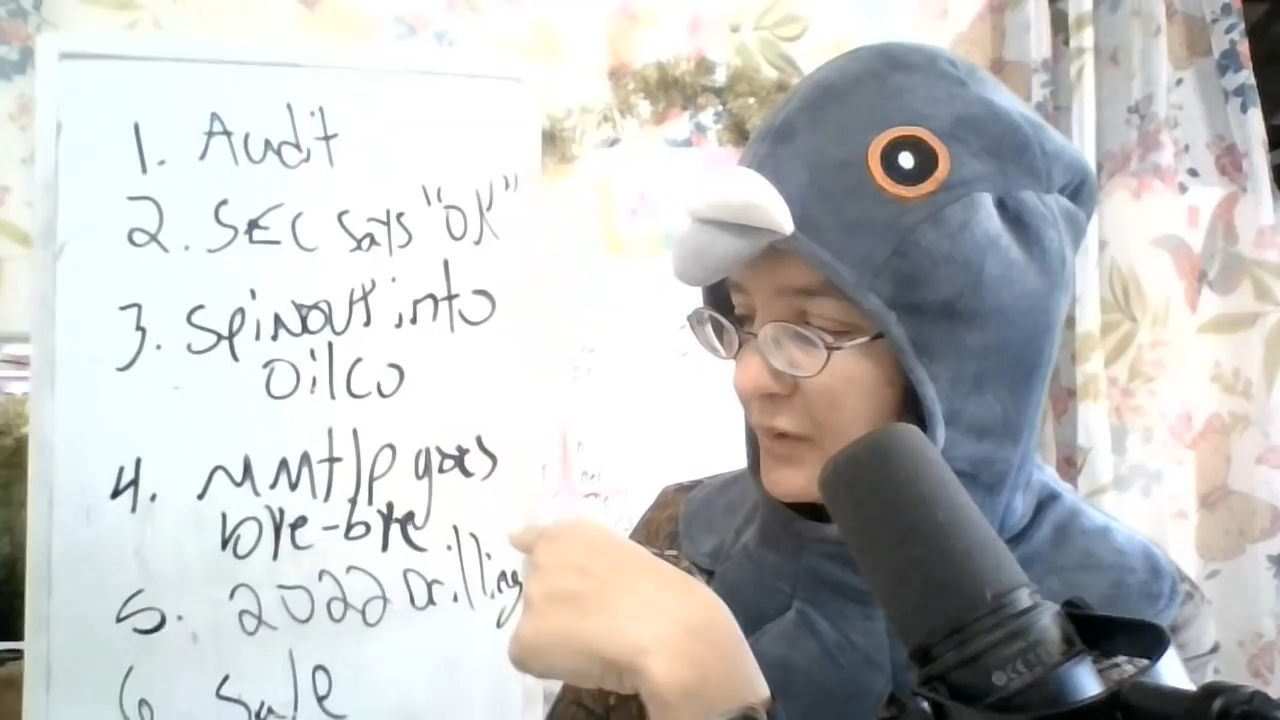 1. Audit
2. SEC says "OK"
3. Spinout into
oilco
4. MMtlp goes
bye-bye
5. 2022 Drilling
6. Sale